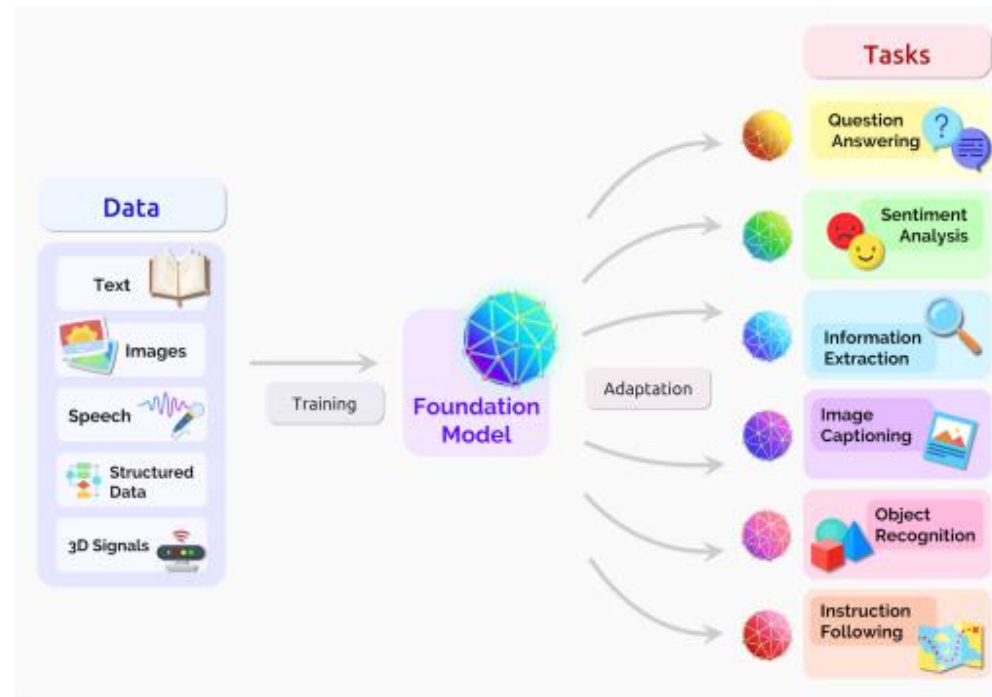 Tasks
Question
Answering
?
Sentiment
Analysis
Data
Text
Images
Speech
Structured
Data
3D Signals
Training
Foundation
Model
Adaptation
Information
Extraction
Image
Captioning
Object
Recognition
Instruction
Following